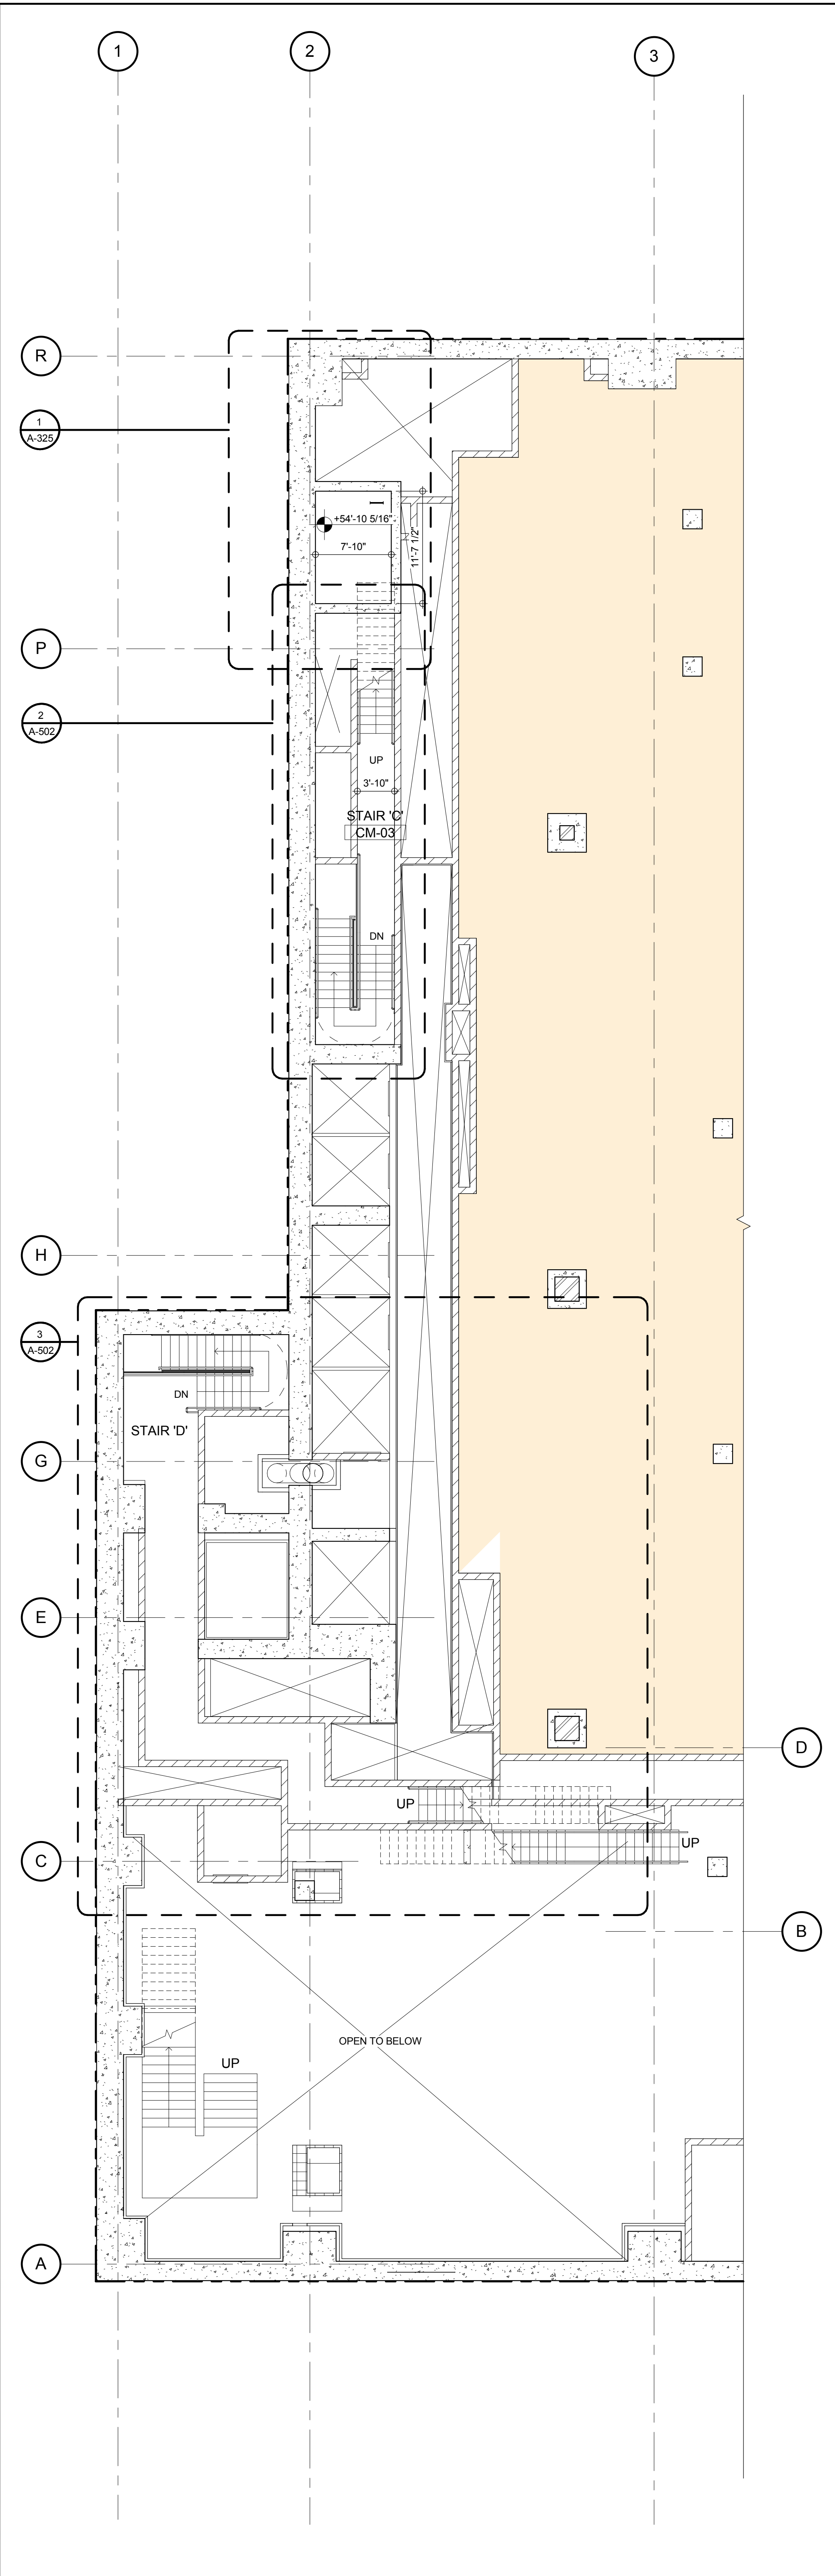 1
2
3
R
1
A-325
+54'-10 5/16"
7'-10"
11'-7 1/2"
P
2
A-502
UP
3'-10"
STAIR 'C'
CM-03
DN
H
3
A-502
DN
STAIR 'D'
G
E
D
UP
UP
C
B
OPEN TO BELOW
UP
A